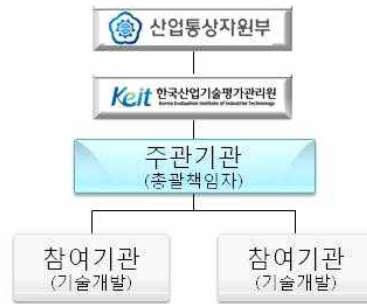 산업통상자원부
Keit 한국산업기술평가관리원
Korea Evaluation Institute of Industrial Technology
주관기관
(총괄책임자)
참여기관
(기술개발)
참여기관
(기술개발)